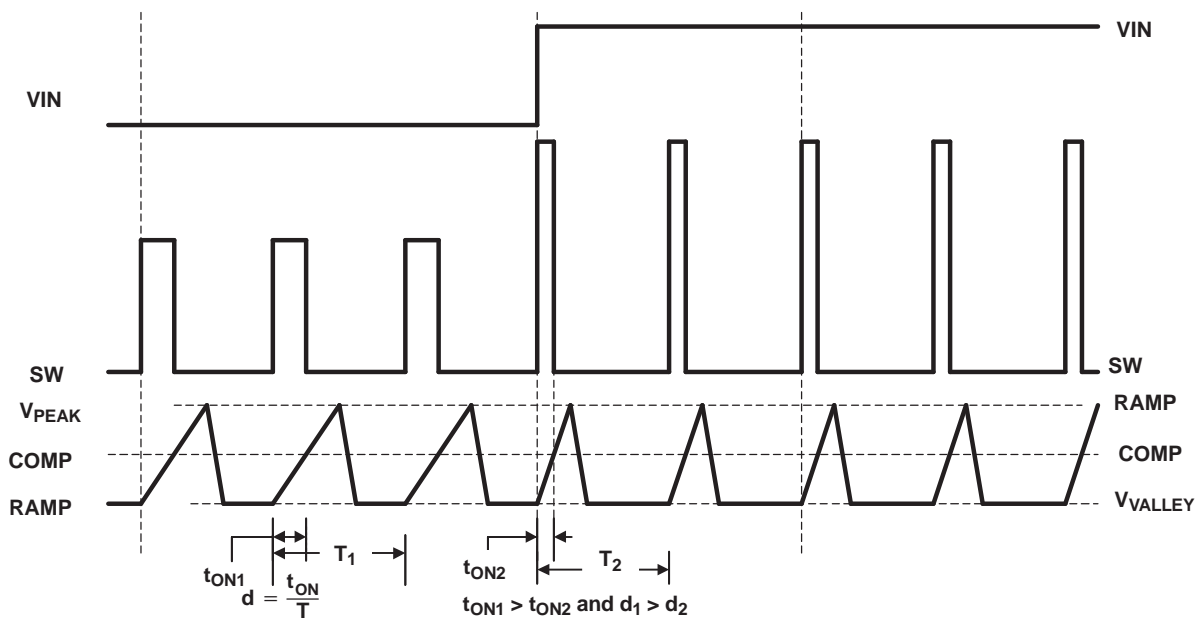 VIN
VIN
SW
SW
VPEAK
RAMP
COMP
COMP
RAMP
VVALLEY
tON1
T1
tON2
T2
d = tON/T
tON1 > tON2 and d1 > d2